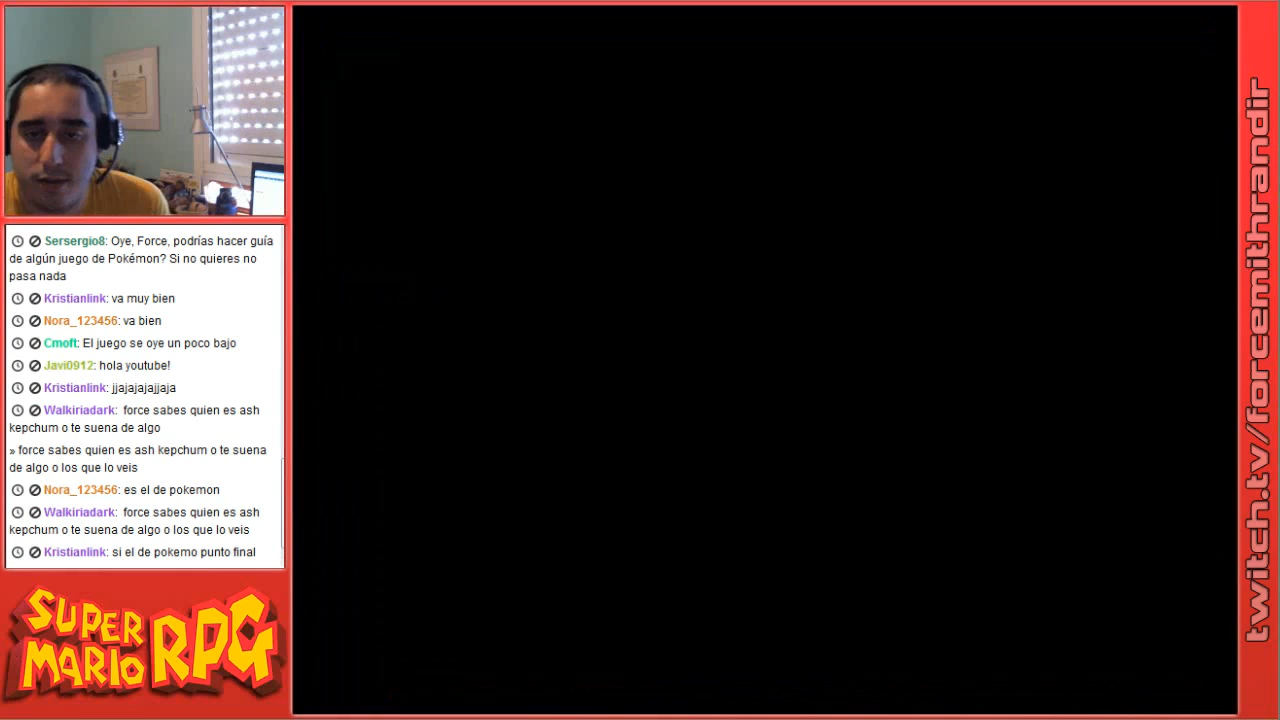 Sersergio8: Oye, Force, podrías hacer guía
de algún juego de Pokémon? Si no quieres no
pasa nada
Kristianlink: va muy bien
Nora_123456: va bien
Cmoft: El juego se oye un poco bajo
Javi0912: hola youtube!
Kristianlink: jjajajajajjaja
Walkiriadark: force sabes quien es ash
kepchum o te suena de algo
» force sabes quien es ash kepchum o te suena
de algo o los que lo veis
Nora_123456: es el de pokemon
Walkiriadark: force sabes quien es ash
kepchum o te suena de algo o los que lo veis
Kristianlink: si el de pokemo punto final
SUPER
MARIO RPG
twitch.tv/forcemithrandir